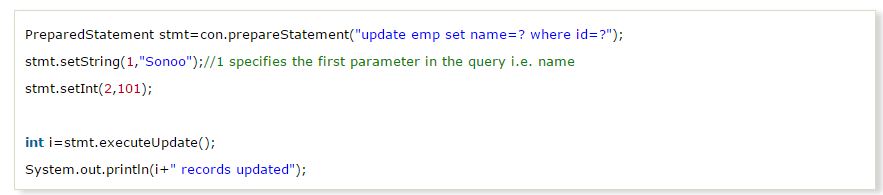 PreparedStatement stmt=con.prepareStatement("update emp set name=? where id=?");
stmt.setString(1,"Sonoo");//1 specifies the first parameter in the query i.e. name
stmt.setInt(2,101);
int i=stmt.executeUpdate();
System.out.println(i+" records updated");